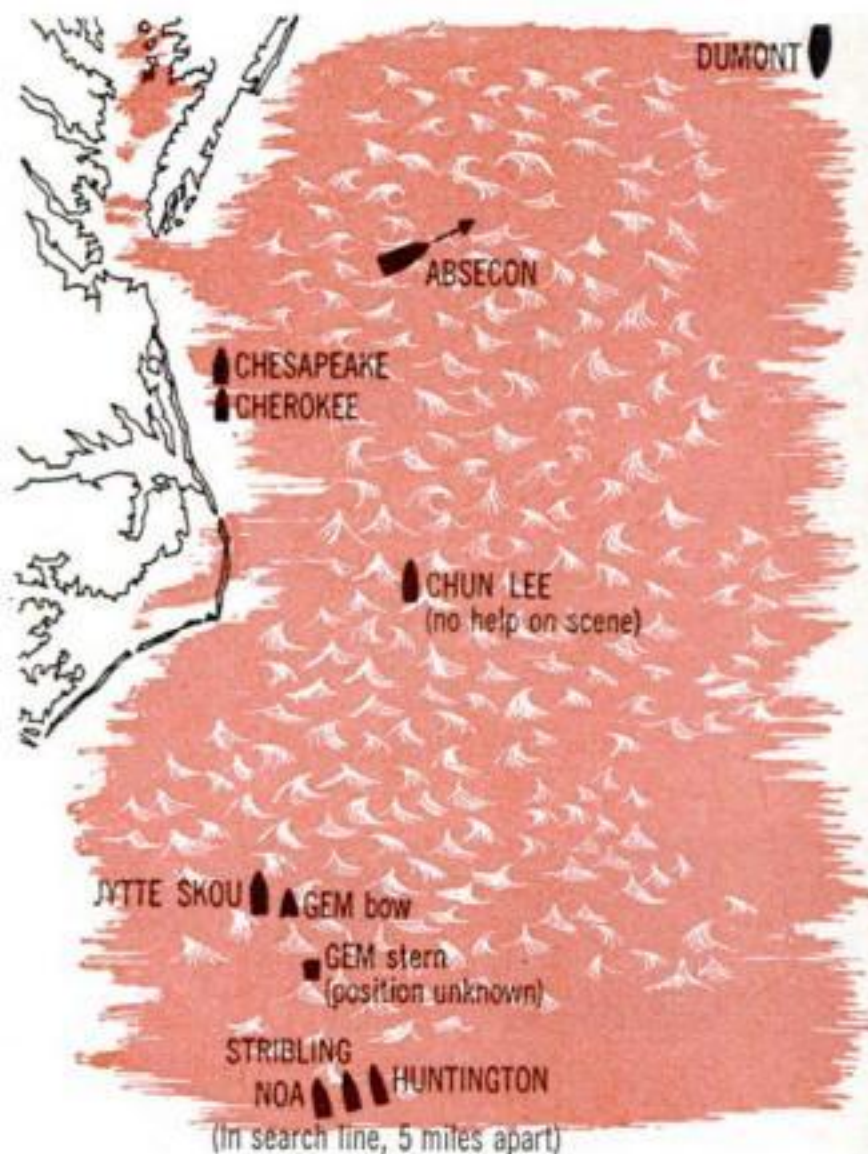 DUMONT
ABSECON
CHESAPEAKE
CHEROKEE
CHUN LEE
(no help on scene)
JYTTE SKOU
GEM bow
GEM stern
(position unknown)
STRIBLING
NOA
HUNTINGTON
(In search line, 5 miles apart)